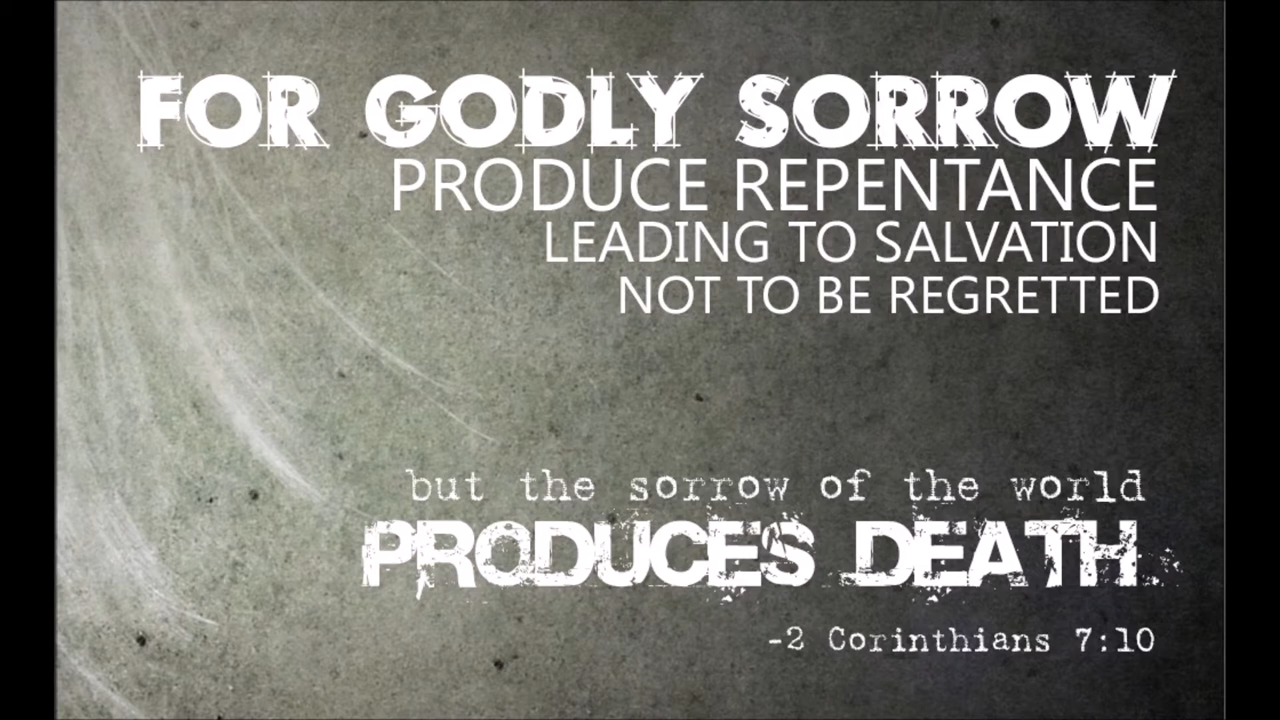 FOR GODLY SORROW
PRODUCE REPENTANCE
LEADING TO SALVATION
NOT TO BE REGRETTED
but the sorrow of the world
PRODUCES DEATH
-2 Corinthians 7:10